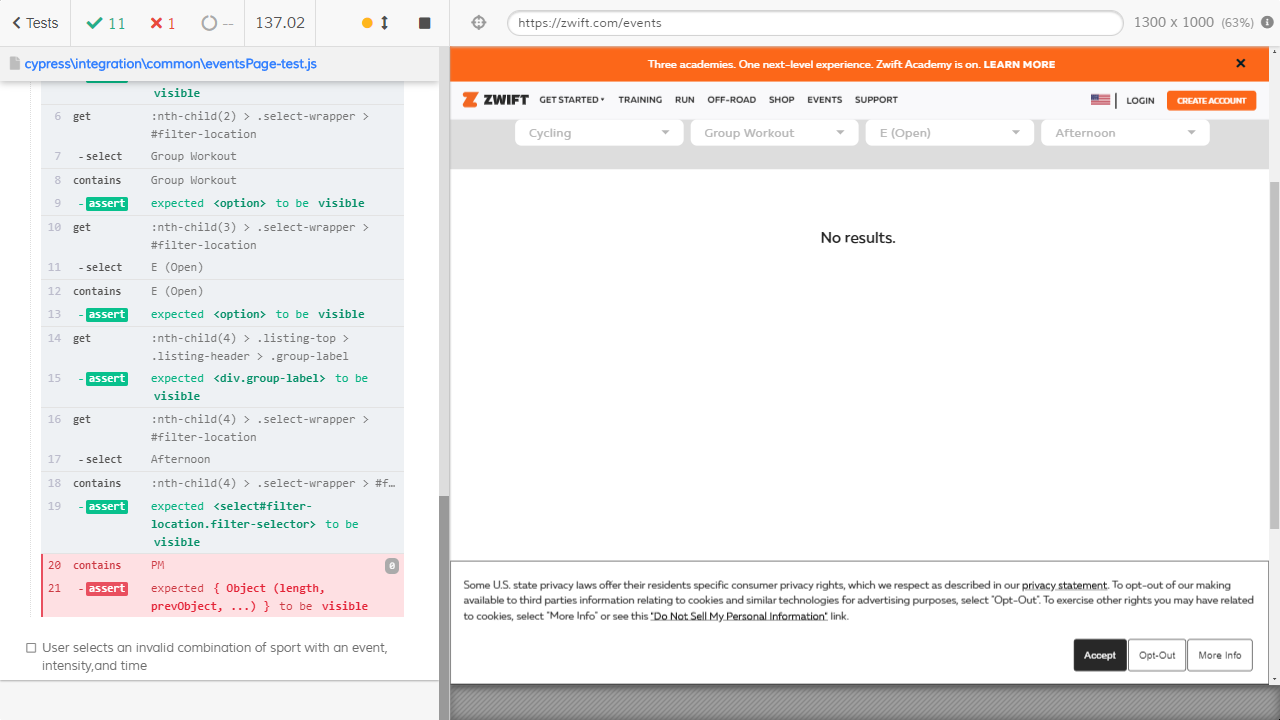 Tests
11
1
--
137.02
https://zwift.com/events
1300 x 1000 (63%)
cypress\integration\common\eventsPage-test.js
visible
6 get :nth-child(2) > .select-wrapper >
#filter-location
7 -select Group Workout
8 contains Group Workout
9 -assert expected <option> to be visible
10 get :nth-child(3) > .select-wrapper >
#filter-location
11 -select E (Open)
12 contains E (Open)
13 -assert expected <option> to be visible
14 get :nth-child(4) > .listing-top >
.listing-header > .group-label
15 -assert expected <div.group-label> to be
visible
16 get :nth-child(4) > .select-wrapper >
#filter-location
17 -select Afternoon
18 contains :nth-child(4) > .select-wrapper > #f…
19 -assert expected <select#filter-
location.filter-selector> to be
visible
20 contains PM 0
21 -assert expected { Object (length,
prevObject, ...) } to be visible
User selects an invalid combination of sport with an event,
intensity,and time
Three academies. One next-level experience. Zwift Academy is on. LEARN MORE
ZWIFT GET STARTED TRAINING RUN OFF-ROAD SHOP EVENTS SUPPORT LOGIN CREATE ACCOUNT
Cycling Group Workout E (Open) Afternoon
No results.
Some U.S. state privacy laws offer their residents specific consumer privacy rights, which we respect as described in our privacy statement. To opt-out of our making
available to third parties information relating to cookies and similar technologies for advertising purposes, select "Opt-Out". To exercise other rights you may have related
to cookies, select "More Info" or see this "Do Not Sell My Personal Information" link.
Accept Opt-Out More Info